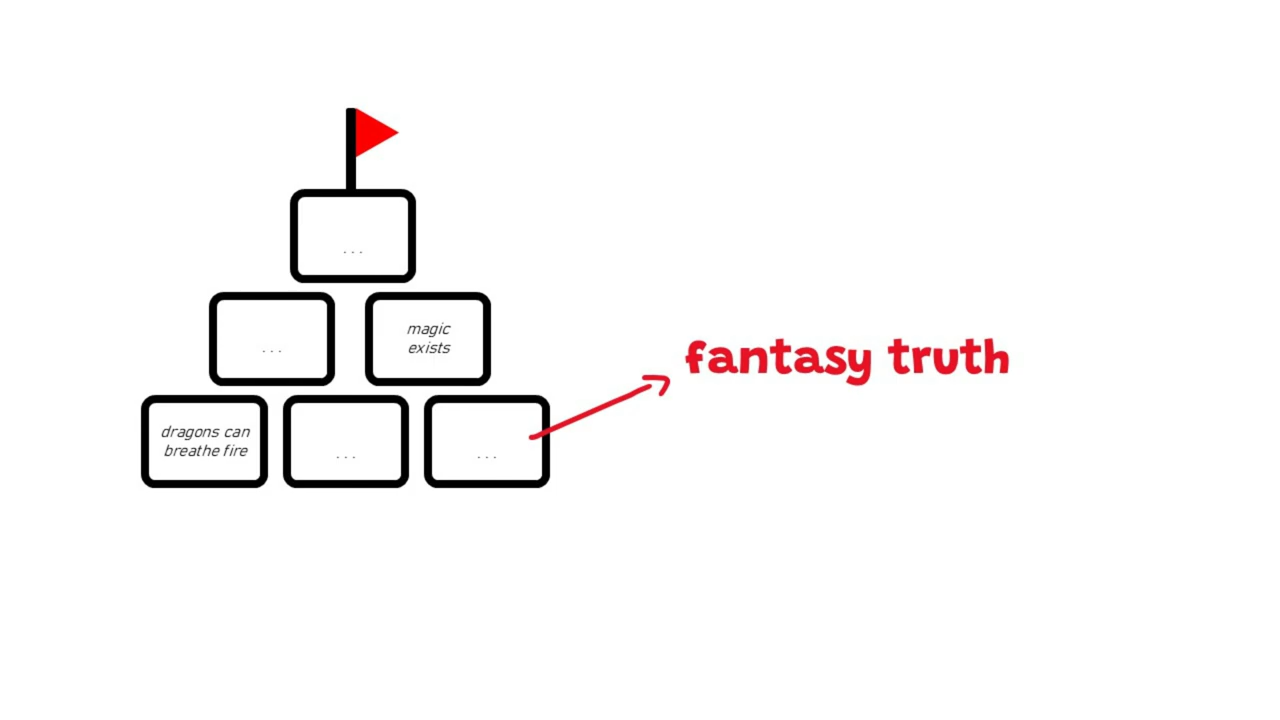 . . .
. . .
magic
exists
fantasy truth
dragons can
breathe fire
. . .
. . .